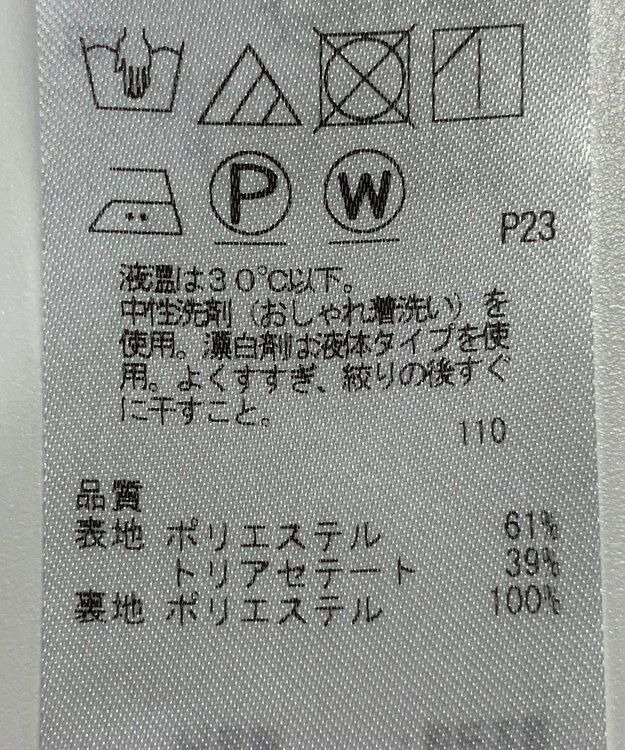 P W
P23
液温は30℃以下。
中性洗剤（おしゃれ着洗い）を
使用。漂白剤は液体タイプを使
用。よくすすぎ、絞りの後すぐ
に干すこと。
110
品質
表地 ポリエステル 61%
トリアセテート 39%
裏地 ポリエステル 100%